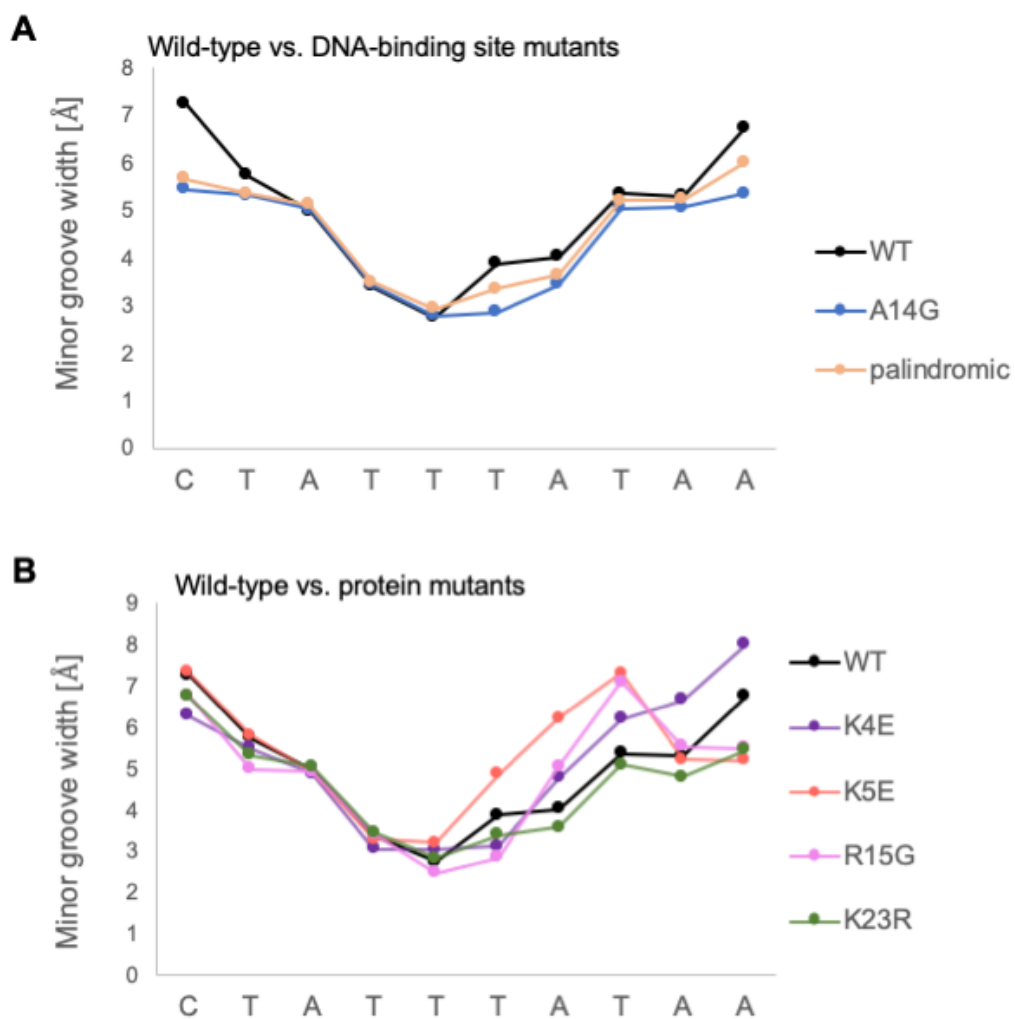 A
Wild-type vs. DNA-binding site mutants
Minor groove width [Å]
8
7
6
5
4
3
2
1
0
C T A T T T A T A A
WT
A14G
palindromic
B
Wild-type vs. protein mutants
Minor groove width [Å]
9
8
7
6
5
4
3
2
1
0
C T A T T T A T A A
WT
K4E
K5E
R15G
K23R